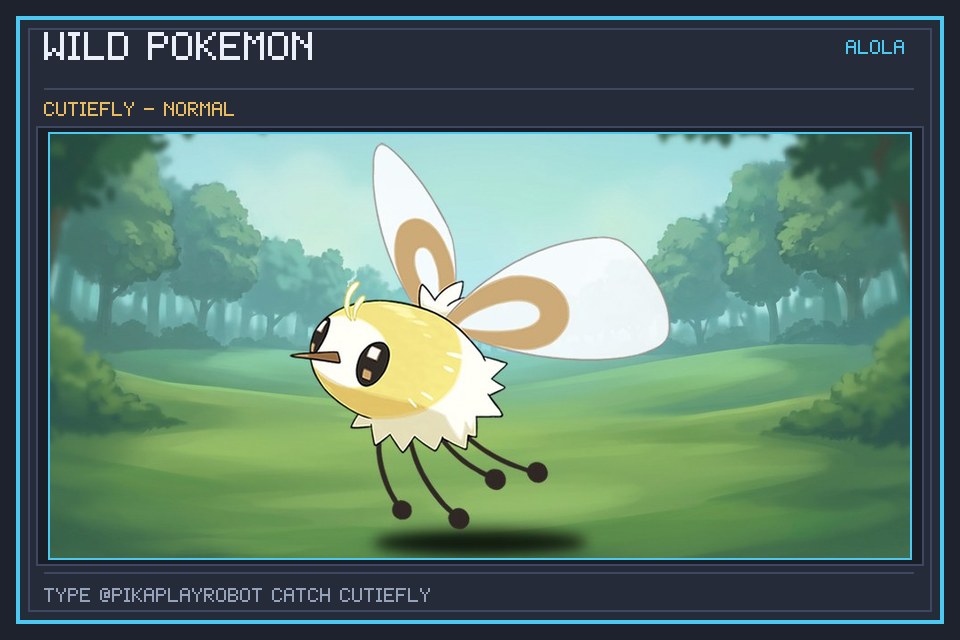 WILD POKEMON
ALOLA
CUTIEFLY - NORMAL
TYPE @PIKAPLAYROBOT CATCH CUTIEFLY